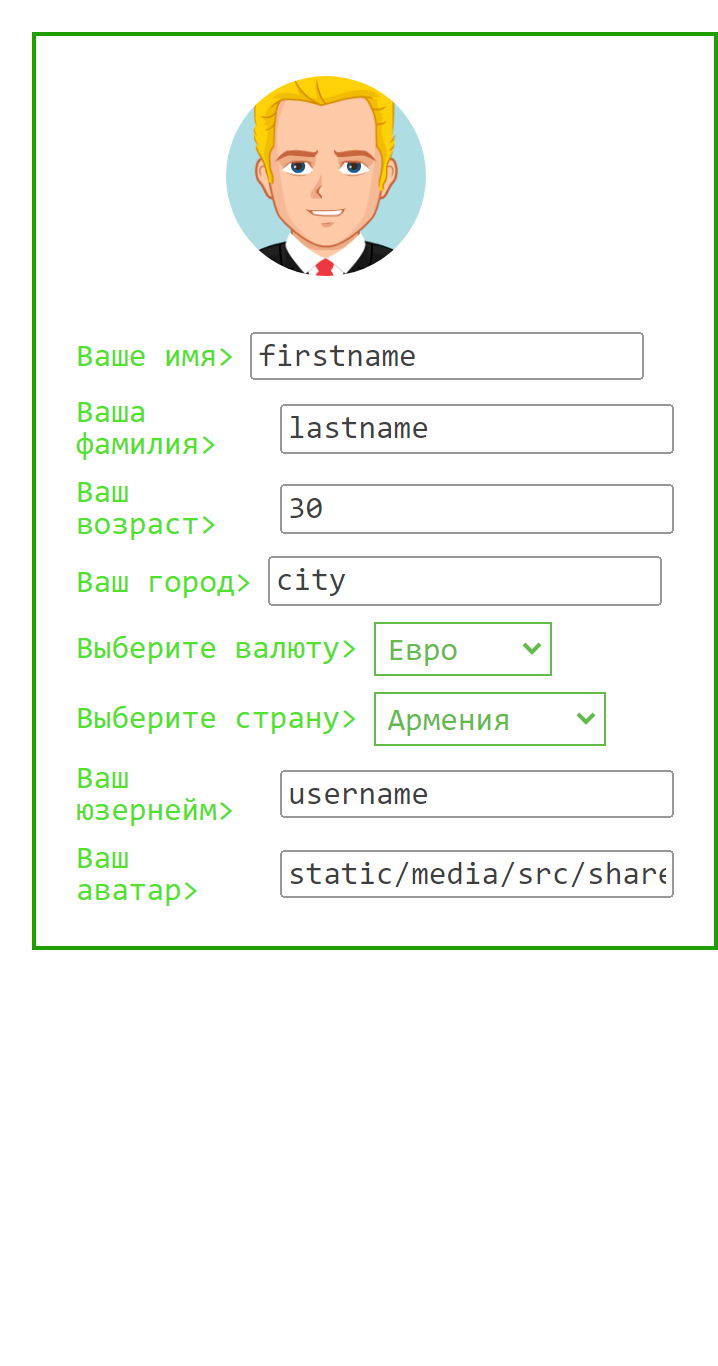 Ваше имя> firstname
Ваша
фамилия> lastname
Ваш
возраст> 30
Ваш город> city
Выберите валюту> Евро
Выберите страну> Армения
Ваш
юзернейм> username
Ваш
аватар> static/media/src/share